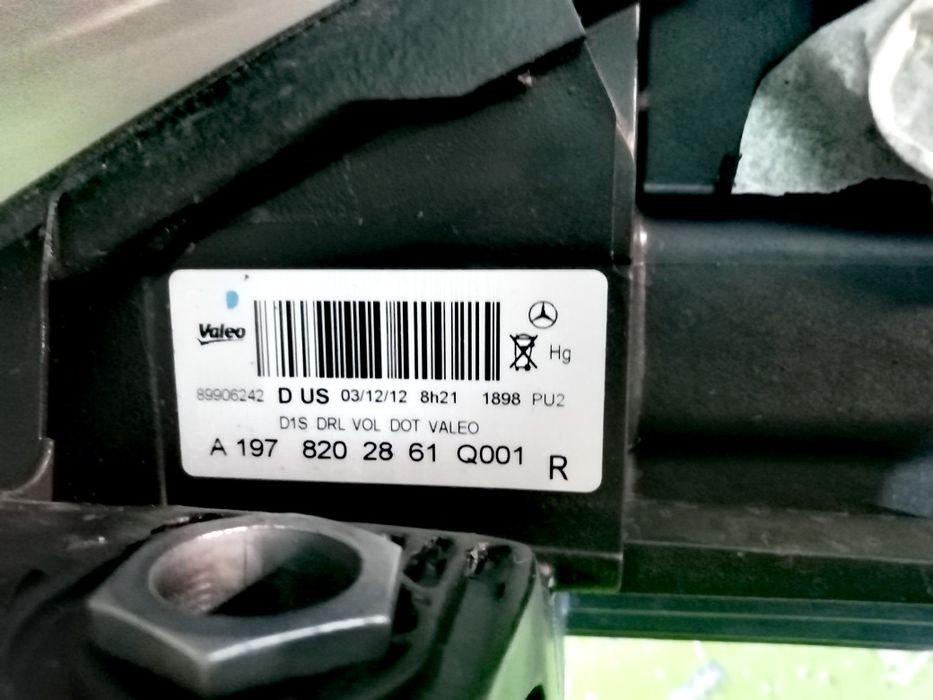 Valeo
Hg
89906242 D US 03/12/12 8h21 1898 PU2
D1S DRL VOL DOT VALEO
A 197 820 28 61 Q001 R